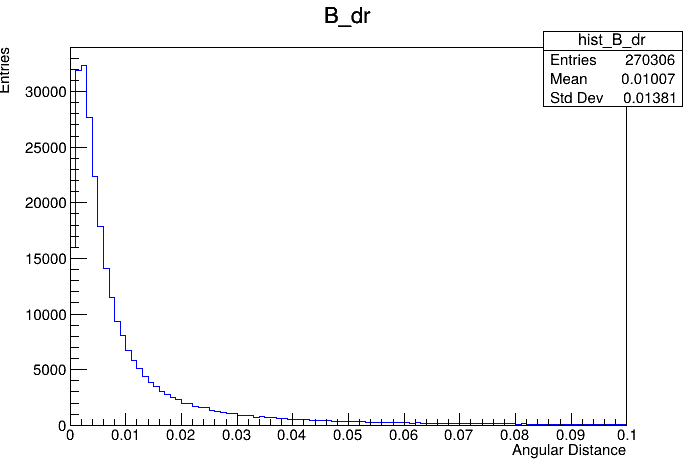 B_dr
hist_B_dr
Entries 270306
Mean 0.01007
Std Dev 0.01381
Entries
30000
25000
20000
15000
10000
5000
0
0 0.01 0.02 0.03 0.04 0.05 0.06 0.07 0.08 0.09 0.1
Angular Distance